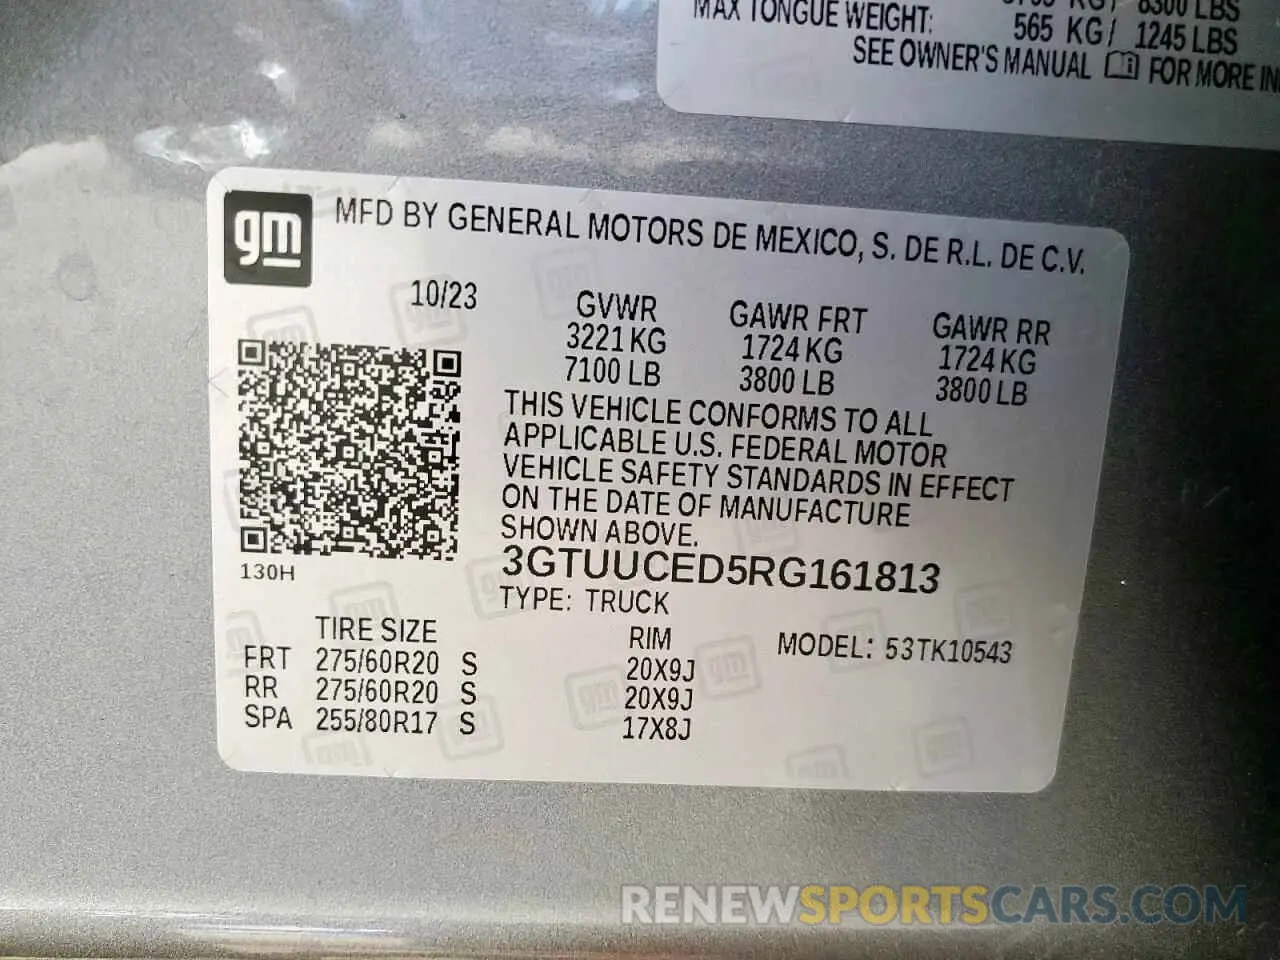 KG / 8300 LBS
MAX TONGUE WEIGHT: 565 KG / 1245 LBS
SEE OWNER'S MANUAL FOR MORE
gm
MFD BY GENERAL MOTORS DE MEXICO, S. DE R.L. DE C.V.
10/23
GVWR GAWR FRT GAWR RR
3221 KG 1724 KG 1724 KG
7100 LB 3800 LB 3800 LB
THIS VEHICLE CONFORMS TO ALL
APPLICABLE U.S. FEDERAL MOTOR
VEHICLE SAFETY STANDARDS IN EFFECT
ON THE DATE OF MANUFACTURE
SHOWN ABOVE.
130H
3GTUUCED5RG161813
TYPE: TRUCK
TIRE SIZE RIM MODEL: 53TK10543
FRT 275/60R20 S 20X9J
RR 275/60R20 S 20X9J
SPA 255/80R17 S 17X8J
RENEWSPORTSCARS.COM